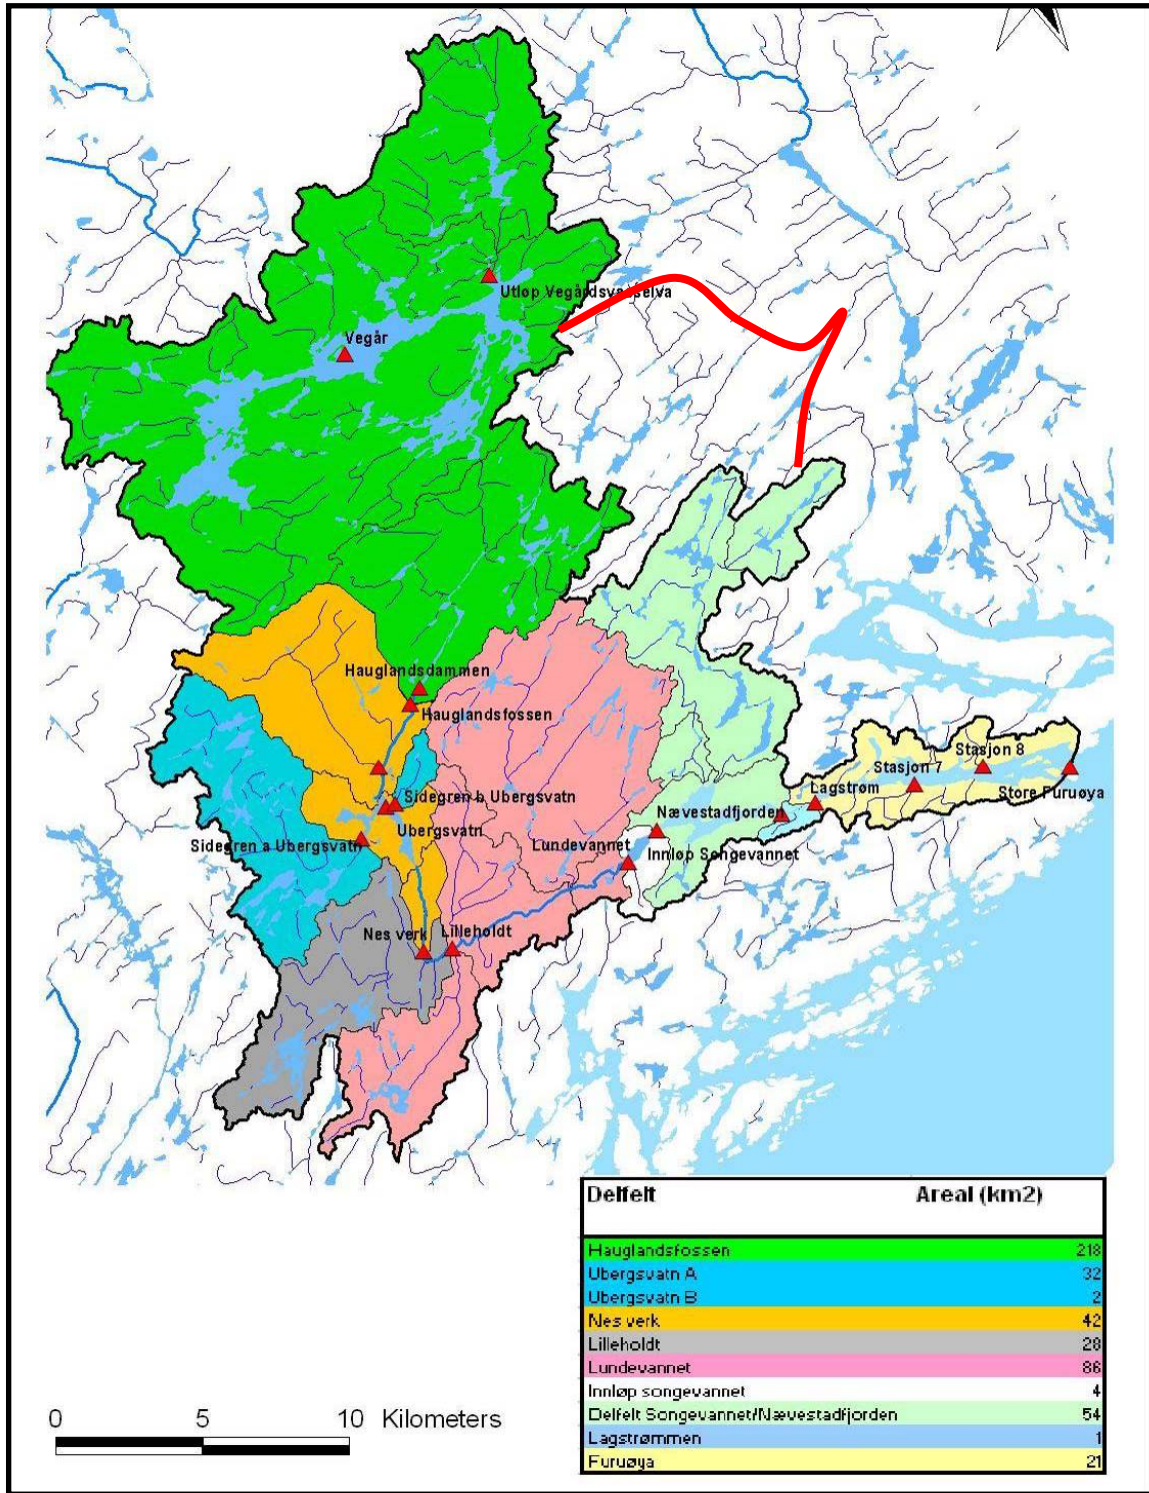 Utløp Vegårdsvasselva
Vegår
Hauglandsdammen
Hauglandsfossen
Stasjon 8
Stasjon 7
Store Furuøya
Sidegren b Ubergsvatn
Lagstrøm
Nævestadfjorden
Ubergsvatn
Sidegren a Ubergsvatn
Lundevannet
Innløp Songevannet
Nes verk
Lilleholdt
Delfelt Areal (km2)
Hauglandsfossen 218
Ubergsvatn A 32
Ubergsvatn B 2
Nes verk 42
Lilleholdt 28
Lundevannet 86
Innløp songevannet 4
Delfelt Songevannet/Nævestadfjorden 54
Lagstrømmen 1
Furuøya 21
0 5 10 Kilometers